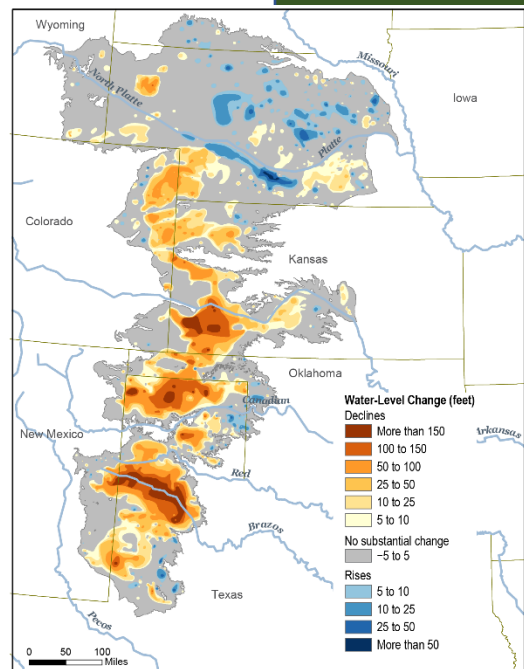 Wyoming
Missouri
North Platte
Iowa
Platte
Colorado
Kansas
Oklahoma
Canadian
New Mexico
Arkansas
Red
Brazos
Texas
Pecos
Water-Level Change (feet)
Declines
More than 150
100 to 150
50 to 100
25 to 50
10 to 25
5 to 10
No substantial change
−5 to 5
Rises
5 to 10
10 to 25
25 to 50
More than 50
0 50 100
Miles